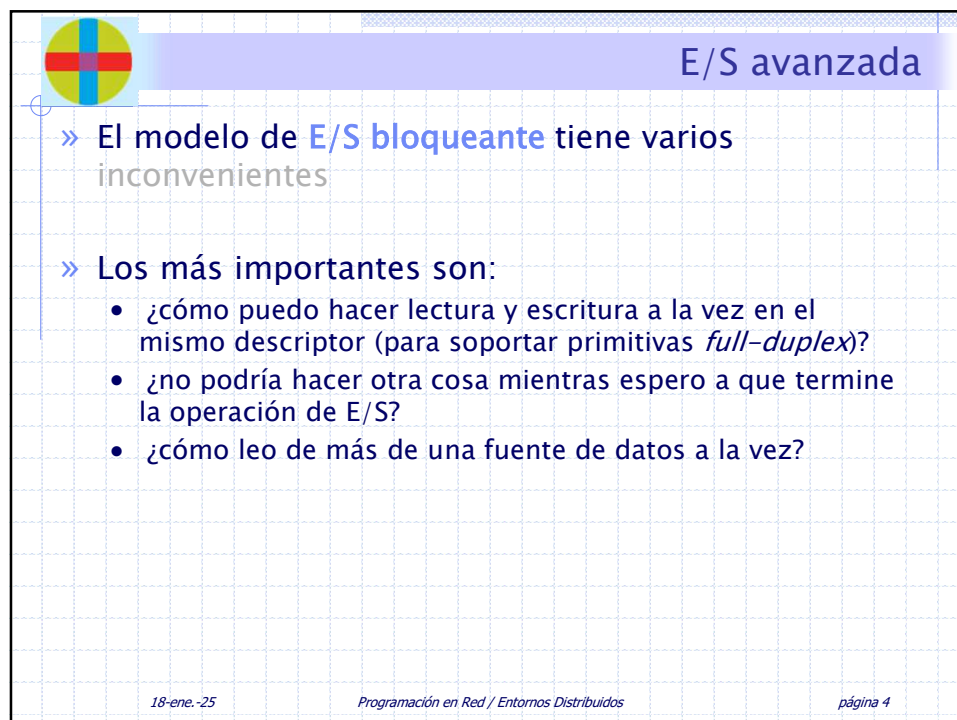 E/S avanzada
» El modelo de E/S bloqueante tiene varios
inconvenientes
» Los más importantes son:
• ¿cómo puedo hacer lectura y escritura a la vez en el
mismo descriptor (para soportar primitivas full-duplex)?
• ¿no podría hacer otra cosa mientras espero a que termine
la operación de E/S?
• ¿cómo leo de más de una fuente de datos a la vez?
18-ene.-25 Programación en Red / Entornos Distribuidos página 4